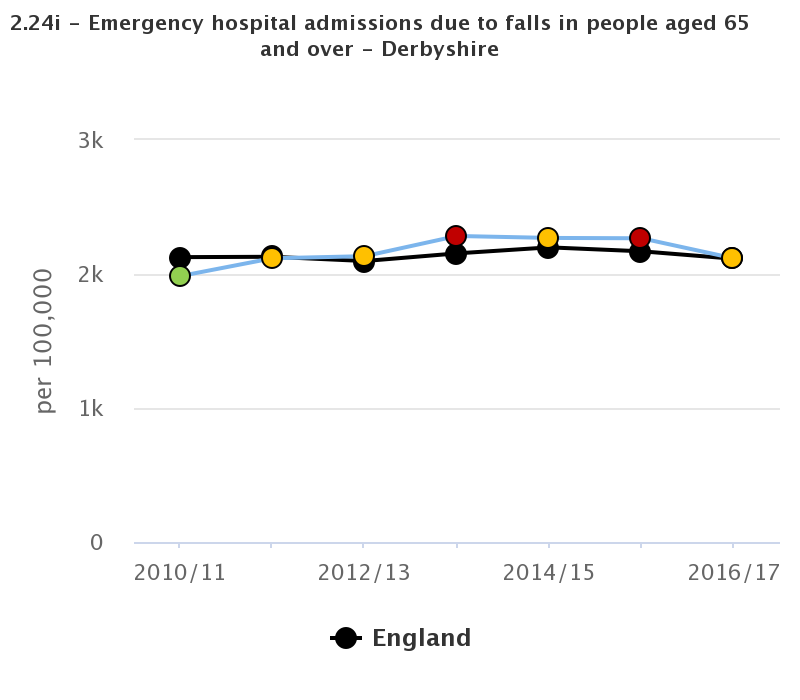 2.24i – Emergency hospital admissions due to falls in people aged 65
and over – Derbyshire
3k
2k
1k
0
per 100,000
2010/11
2012/13
2014/15
2016/17
England